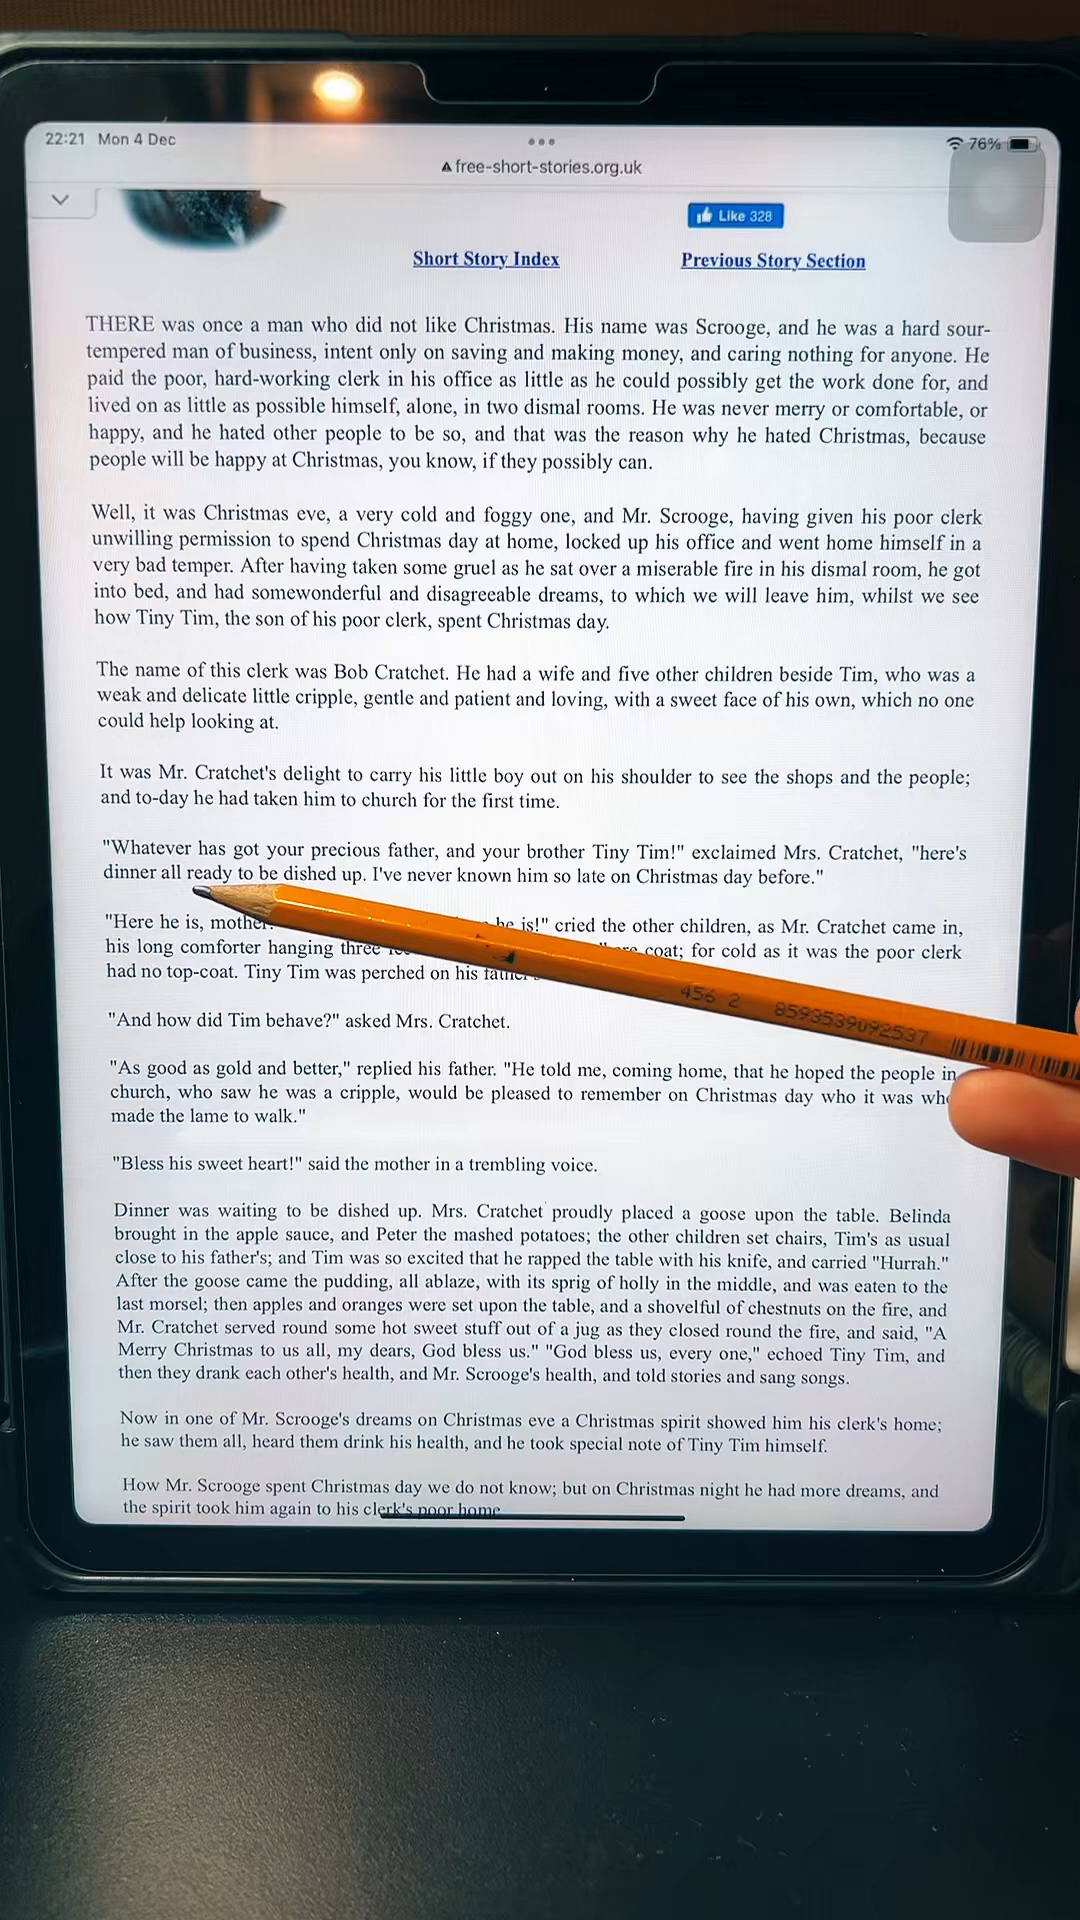 22:21 Mon 4 Dec
76%
free-short-stories.org.uk
Like 328
Short Story Index Previous Story Section
THERE was once a man who did not like Christmas. His name was Scrooge, and he was a hard sour-
tempered man of business, intent only on saving and making money, and caring nothing for anyone. He
paid the poor, hard-working clerk in his office as little as he could possibly get the work done for, and
lived on as little as possible himself, alone, in two dismal rooms. He was never merry or comfortable, or
happy, and he hated other people to be so, and that was the reason why he hated Christmas, because
people will be happy at Christmas, you know, if they possibly can.
Well, it was Christmas eve, a very cold and foggy one, and Mr. Scrooge, having given his poor clerk
unwilling permission to spend Christmas day at home, locked up his office and went home himself in a
very bad temper. After having taken some gruel as he sat over a miserable fire in his dismal room, he got
into bed, and had somewonderful and disagreeable dreams, to which we will leave him, whilst we see
how Tiny Tim, the son of his poor clerk, spent Christmas day.
The name of this clerk was Bob Cratchet. He had a wife and five other children beside Tim, who was a
weak and delicate little cripple, gentle and patient and loving, with a sweet face of his own, which no one
could help looking at.
It was Mr. Cratchet's delight to carry his little boy out on his shoulder to see the shops and the people;
and to-day he had taken him to church for the first time.
"Whatever has got your precious father, and your brother Tiny Tim!" exclaimed Mrs. Cratchet, "here's
dinner all ready to be dished up. I've never known him so late on Christmas day before."
"Here he is, mother he is!" cried the other children, as Mr. Cratchet came in,
his long comforter hanging three coat; for cold as it was the poor clerk
had no top-coat. Tiny Tim was perched on his father's
456 2 8593539092537
"And how did Tim behave?" asked Mrs. Cratchet.
"As good as gold and better," replied his father. "He told me, coming home, that he hoped the people in
church, who saw he was a cripple, would be pleased to remember on Christmas day who it was who
made the lame to walk."
"Bless his sweet heart!" said the mother in a trembling voice.
Dinner was waiting to be dished up. Mrs. Cratchet proudly placed a goose upon the table. Belinda
brought in the apple sauce, and Peter the mashed potatoes; the other children set chairs, Tim's as usual
close to his father's; and Tim was so excited that he rapped the table with his knife, and carried "Hurrah."
After the goose came the pudding, all ablaze, with its sprig of holly in the middle, and was eaten to the
last morsel; then apples and oranges were set upon the table, and a shovelful of chestnuts on the fire, and
Mr. Cratchet served round some hot sweet stuff out of a jug as they closed round the fire, and said, "A
Merry Christmas to us all, my dears, God bless us." "God bless us, every one," echoed Tiny Tim, and
then they drank each other's health, and Mr. Scrooge's health, and told stories and sang songs.
Now in one of Mr. Scrooge's dreams on Christmas eve a Christmas spirit showed him his clerk's home;
he saw them all, heard them drink his health, and he took special note of Tiny Tim himself.
How Mr. Scrooge spent Christmas day we do not know; but on Christmas night he had more dreams, and
the spirit took him again to his clerk's poor home